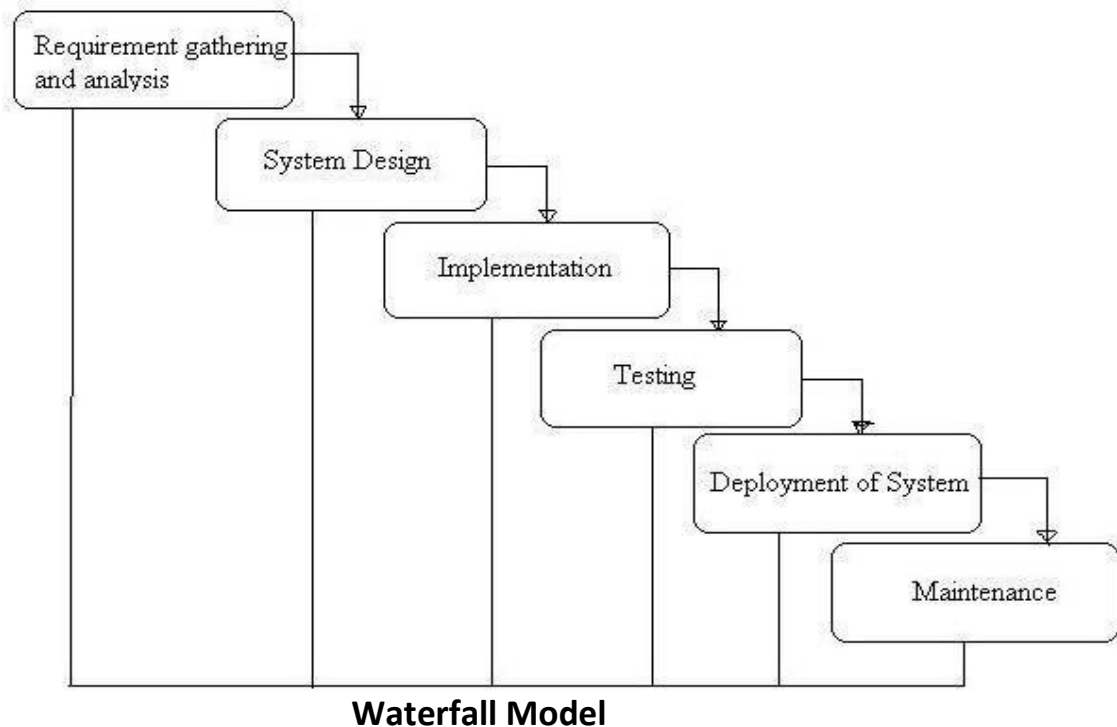 Requirement gathering
and analysis
System Design
Implementation
Testing
Deployment of System
Maintenance
Waterfall Model